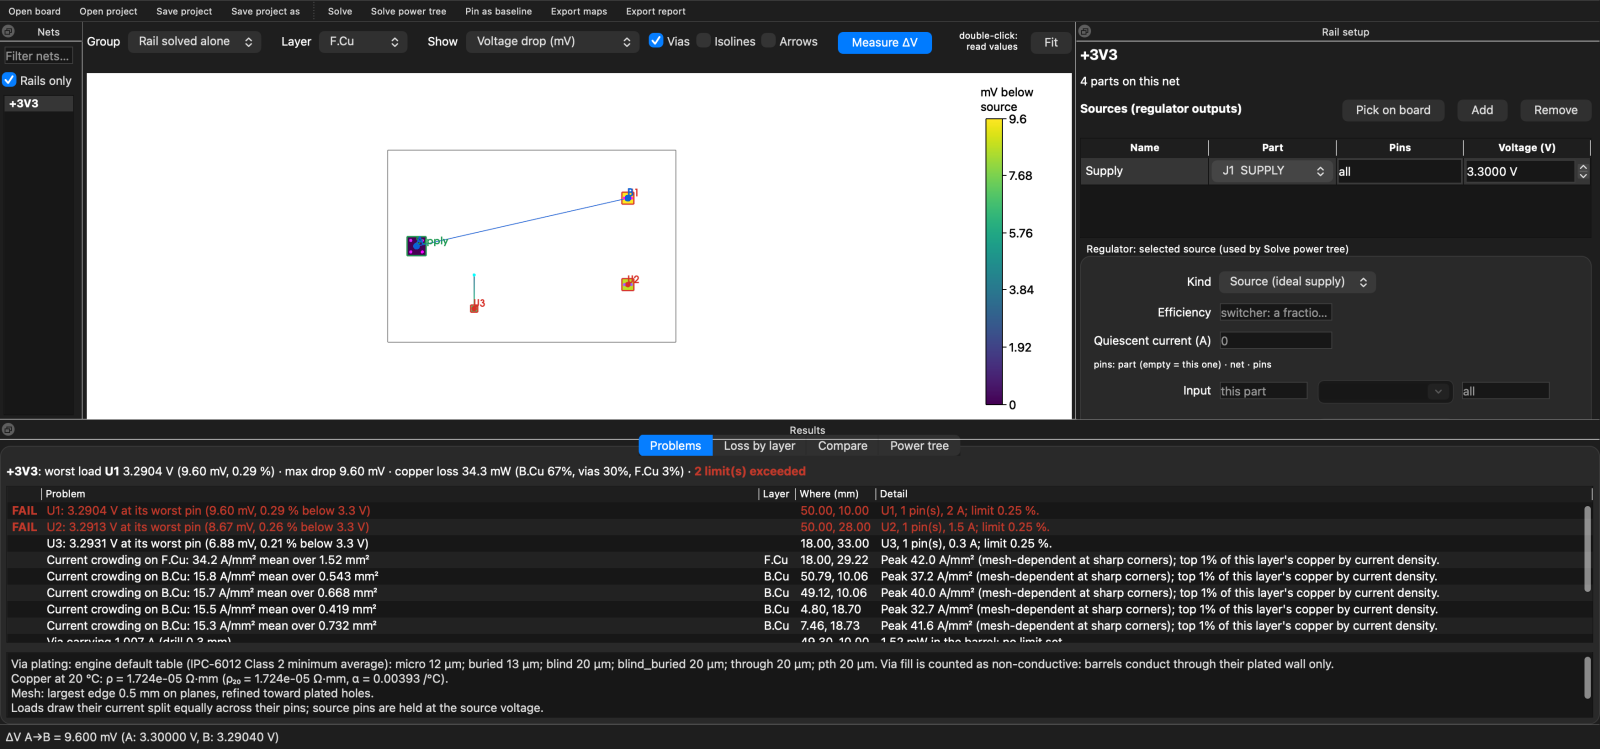 Open board Open project Save project Save project as Solve Solve power tree Pin as baseline Export maps Export report
Nets
Filter nets...
Rails only
+3V3
Group Rail solved alone Layer F.Cu Show Voltage drop (mV) Vias Isolines Arrows Measure ΔV double-click: read values Fit
mV below
source
9.6
7.68
5.76
3.84
1.92
0
U2
U3
Rail setup
+3V3
4 parts on this net
Sources (regulator outputs) Pick on board Add Remove
Name Part Pins Voltage (V)
Supply J1 SUPPLY all 3.3000 V
Regulator: selected source (used by Solve power tree)
Kind Source (ideal supply)
Efficiency switcher: a fractio...
Quiescent current (A) 0
pins: part (empty = this one) · net · pins
Input this part all
Results
Problems Loss by layer Compare Power tree
+3V3: worst load U1 3.2904 V (9.60 mV, 0.29 %) · max drop 9.60 mV · copper loss 34.3 mW (B.Cu 67%, vias 30%, F.Cu 3%) · 2 limit(s) exceeded
Problem Layer Where (mm) Detail
FAIL U1: 3.2904 V at its worst pin (9.60 mV, 0.29 % below 3.3 V) 50.00, 10.00 U1, 1 pin(s), 2 A; limit 0.25 %.
FAIL U2: 3.2913 V at its worst pin (8.67 mV, 0.26 % below 3.3 V) 50.00, 28.00 U2, 1 pin(s), 1.5 A; limit 0.25 %.
U3: 3.2931 V at its worst pin (6.88 mV, 0.21 % below 3.3 V) 18.00, 33.00 U3, 1 pin(s), 0.3 A; limit 0.25 %.
Current crowding on F.Cu: 34.2 A/mm² mean over 1.52 mm² F.Cu 18.00, 29.22 Peak 42.0 A/mm² (mesh-dependent at sharp corners); top 1% of this layer's copper by current density.
Current crowding on B.Cu: 15.8 A/mm² mean over 0.543 mm² B.Cu 50.79, 10.06 Peak 37.2 A/mm² (mesh-dependent at sharp corners); top 1% of this layer's copper by current density.
Current crowding on B.Cu: 15.7 A/mm² mean over 0.668 mm² B.Cu 49.12, 10.06 Peak 40.0 A/mm² (mesh-dependent at sharp corners); top 1% of this layer's copper by current density.
Current crowding on B.Cu: 15.5 A/mm² mean over 0.419 mm² B.Cu 4.80, 18.70 Peak 32.7 A/mm² (mesh-dependent at sharp corners); top 1% of this layer's copper by current density.
Current crowding on B.Cu: 15.3 A/mm² mean over 0.732 mm² B.Cu 7.46, 18.73 Peak 41.6 A/mm² (mesh-dependent at sharp corners); top 1% of this layer's copper by current density.
Via carrying 1.007 A (drill 0.3 mm) 49.30, 10.00 1.52 mW in the barrel; no limit set.
Via plating: engine default table (IPC-6012 Class 2 minimum average): micro 12 µm; buried 13 µm; blind 20 µm; blind_buried 20 µm; through 20 µm; pth 20 µm. Via fill is counted as non-conductive: barrels conduct through their plated wall only.
Copper at 20 °C: ρ = 1.724e-05 Ω·mm (ρ₂₀ = 1.724e-05 Ω·mm, α = 0.00393 /°C).
Mesh: largest edge 0.5 mm on planes, refined toward plated holes.
Loads draw their current split equally across their pins; source pins are held at the source voltage.
ΔV A→B = 9.600 mV (A: 3.30000 V, B: 3.29040 V)